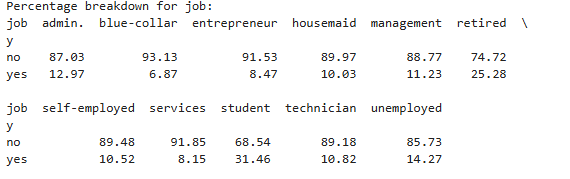 Percentage breakdown for job:
job  admin.  blue-collar  entrepreneur  housemaid  management  retired  \
y
no    87.03        93.13         91.53      89.97       88.77    74.72
yes   12.97         6.87          8.47      10.03       11.23    25.28
job  self-employed  services  student  technician  unemployed
y
no           89.48     91.85    68.54       89.18       85.73
yes          10.52      8.15    31.46       10.82       14.27